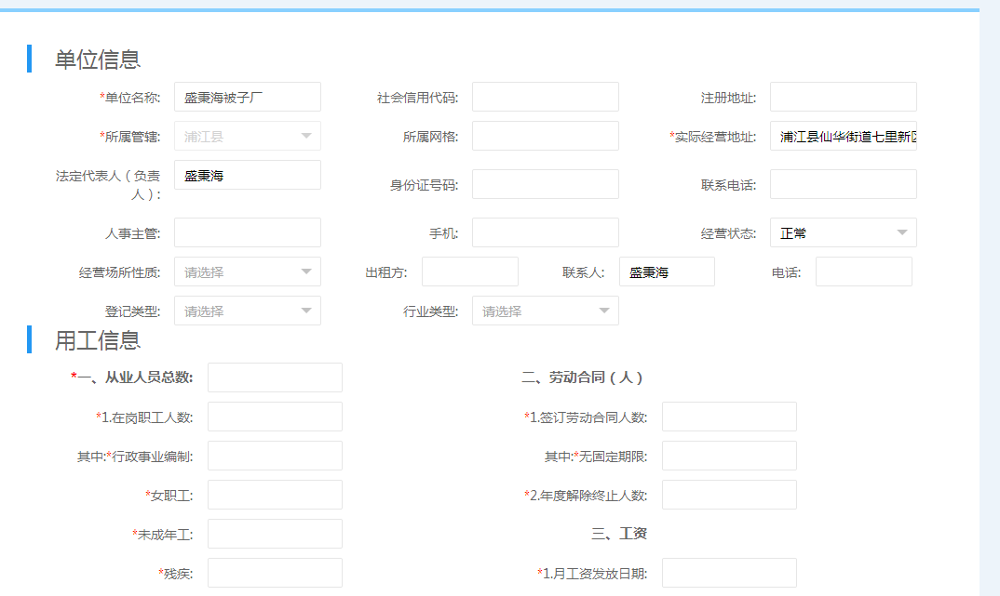 单位信息
*单位名称: 盛秉海被子厂 社会信用代码: 注册地址:
*所属管辖: 浦江县 所属网格: *实际经营地址: 浦江县仙华街道七里新区
法定代表人（负责 盛秉海 身份证号码: 联系电话:
人）:
人事主管: 手机: 经营状态: 正常
经营场所性质: 请选择 出租方: 联系人: 盛秉海 电话:
登记类型: 请选择 行业类型: 请选择
用工信息
*一、从业人员总数: 二、劳动合同（人）
*1.在岗职工人数: *1.签订劳动合同人数:
其中:*行政事业编制: 其中:*无固定期限:
*女职工: *2.年度解除终止人数:
*未成年工: 三、工资
*残疾: *1.月工资发放日期: